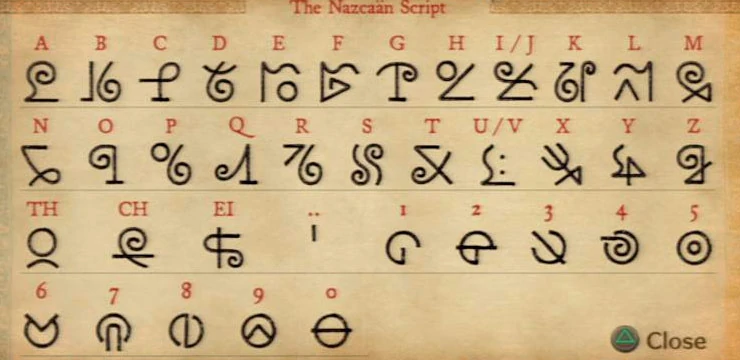 The Nazcaän Script
A B C D E F G H I/J K L M
N O P Q R S T U/V X Y Z
TH CH EI .. 1 2 3 4 5
6 7 8 9 0
Close